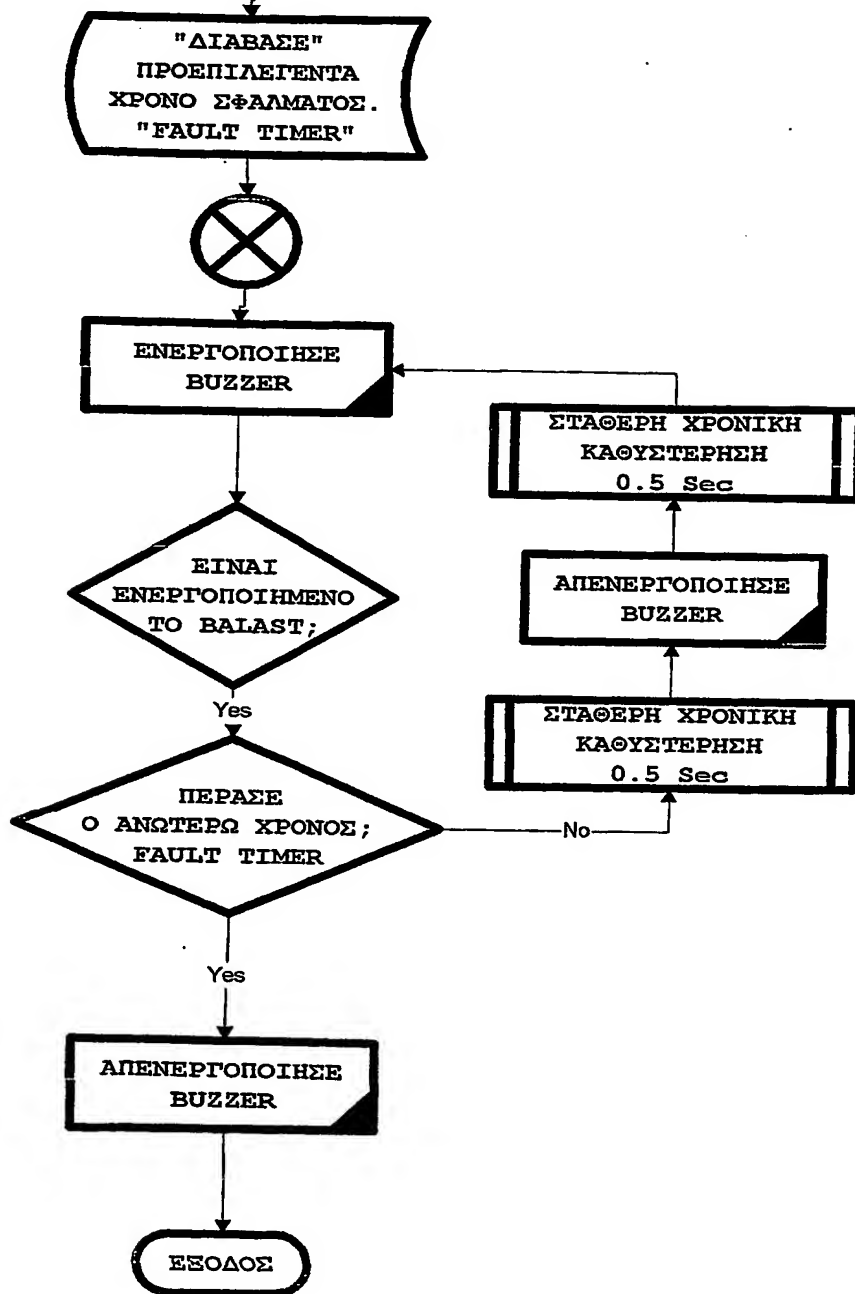 "ΔΙΑΒΑΣΕ"
ΠΡΟΕΠΙΛΕΓΕΝΤΑ
ΧΡΟΝΟ ΣΦΑΛΜΑΤΟΣ.
"FAULT TIMER"
ΕΝΕΡΓΟΠΟΙΗΣΕ
BUZZER
ΣΤΑΘΕΡΗ ΧΡΟΝΙΚΗ
ΚΑΘΥΣΤΕΡΗΣΗ
0.5 Sec
ΕΙΝΑΙ
ΕΝΕΡΓΟΠΟΙΗΜΕΝΟ
ΤΟ BALAST;
ΑΠΕΝΕΡΓΟΠΟΙΗΣΕ
BUZZER
Yes
ΣΤΑΘΕΡΗ ΧΡΟΝΙΚΗ
ΚΑΘΥΣΤΕΡΗΣΗ
0.5 Sec
ΠΕΡΑΣΕ
Ο ΑΝΩΤΕΡΩ ΧΡΟΝΟΣ;
FAULT TIMER
No
Yes
ΑΠΕΝΕΡΓΟΠΟΙΗΣΕ
BUZZER
ΕΞΟΔΟΣ